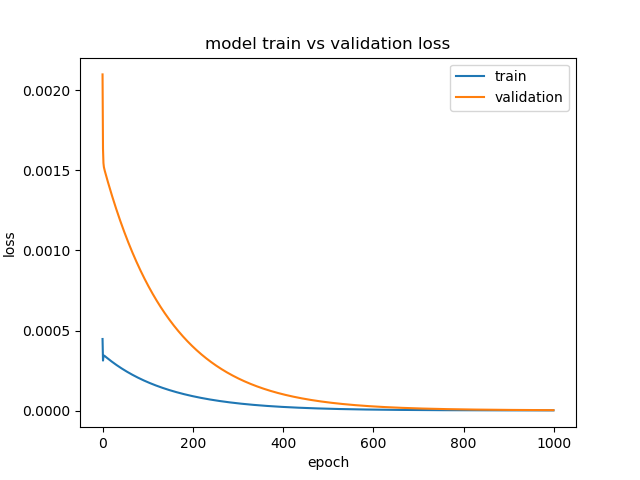 model train vs validation loss
train
validation
0.0020
0.0015
0.0010
0.0005
0.0000
loss
0 200 400 600 800 1000
epoch